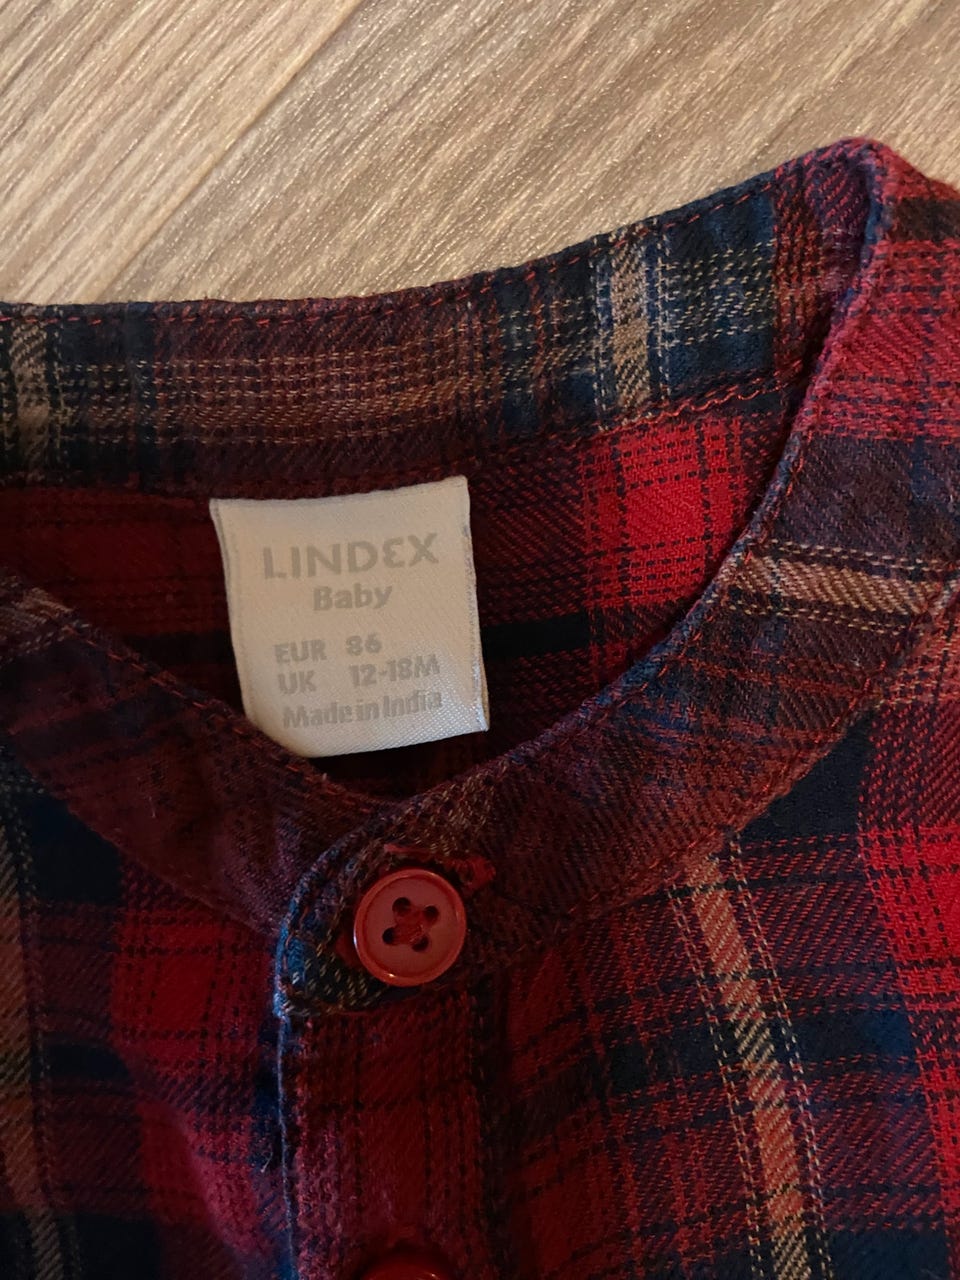 LINDEX
Baby
EUR 86
UK 12-18M
Made in India